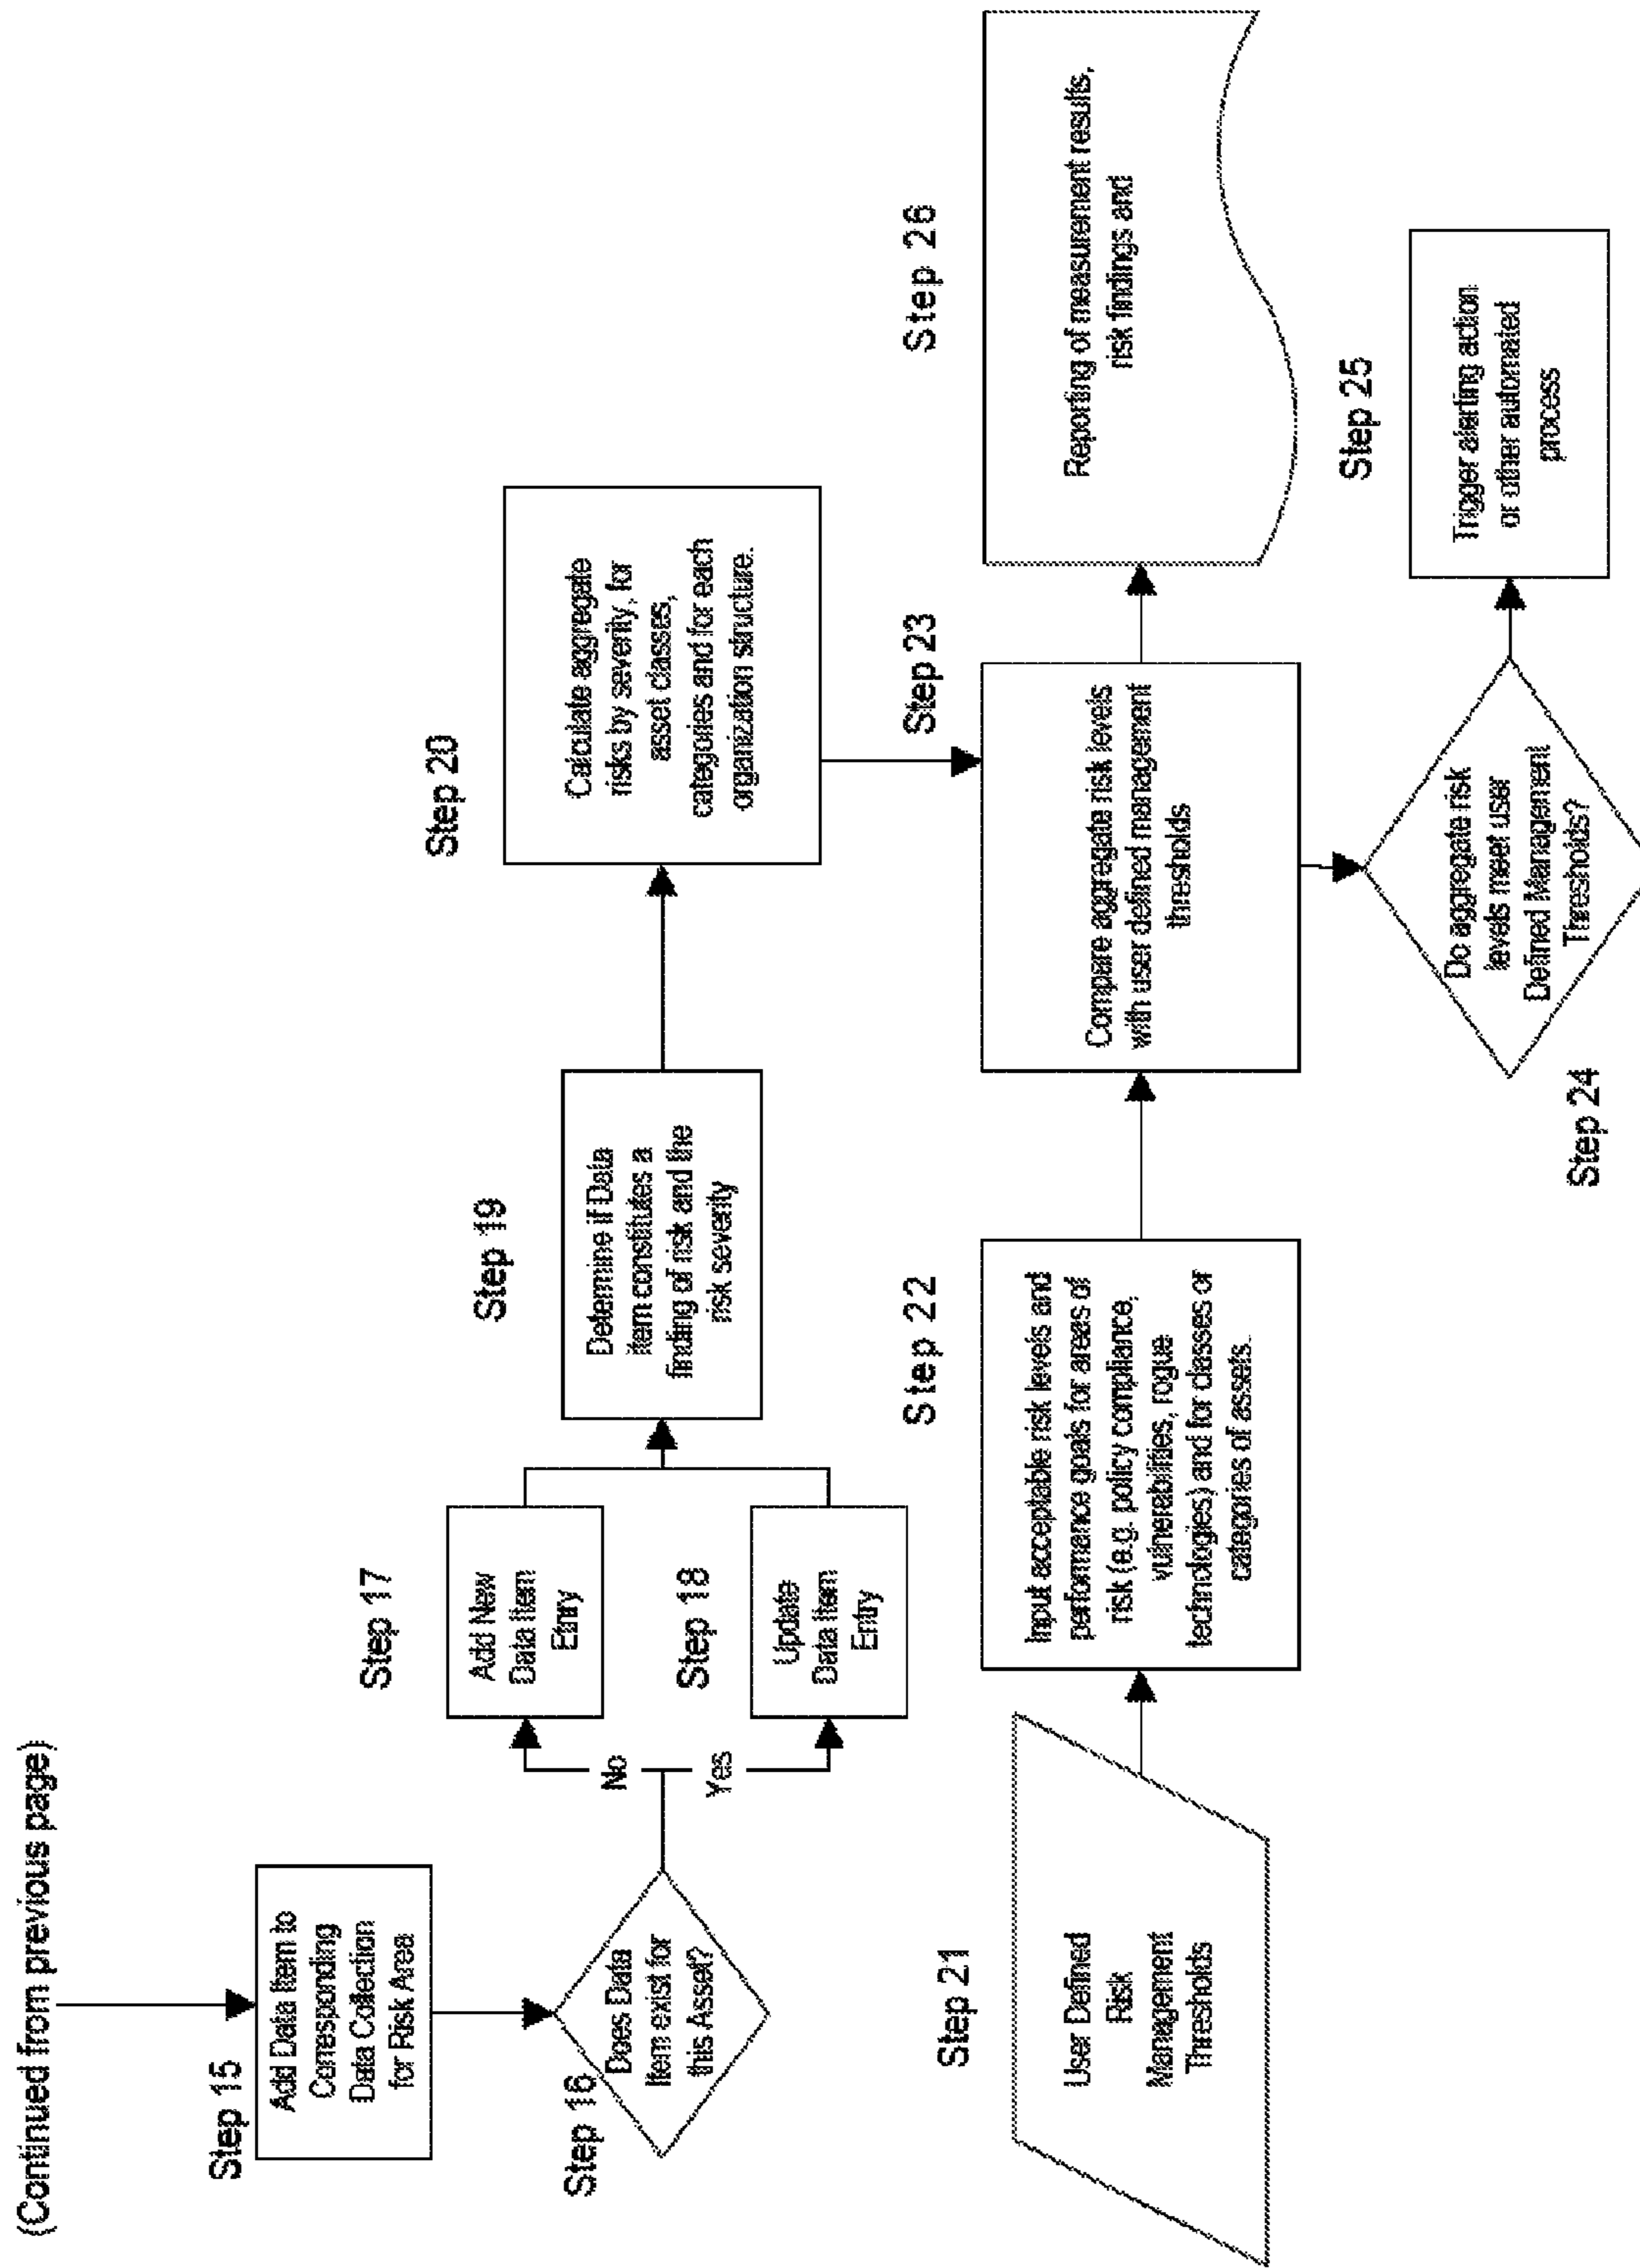 (Continued from previous page)
Step 15
Add Data Item to
Corresponding
Data Collection
for Risk Area
Step 16
Does Data
Item exist for
this Asset?
No
Yes
Step 17
Add New
Data Item
Entry
Step 18
Update
Data Item
Entry
Step 19
Determine if Data
item constitutes a
finding of risk and the
risk severity
Step 20
Calculate aggregate
risks by severity, for
asset classes,
categories and for each
organization structure.
Step 21
User Defined
Risk
Management
Thresholds
Step 22
Input acceptable risk levels and
performance goals for areas of
risk (e.g. policy compliance,
vulnerabilities, rogue
technologies) and for classes or
categories of assets.
Step 23
Compare aggregate risk levels
with user defined management
thresholds
Step 24
Do aggregate risk
levels meet user
Defined Management
Thresholds?
Step 25
Trigger alerting action
or other automated
process
Step 26
Reporting of measurement results,
risk findings and